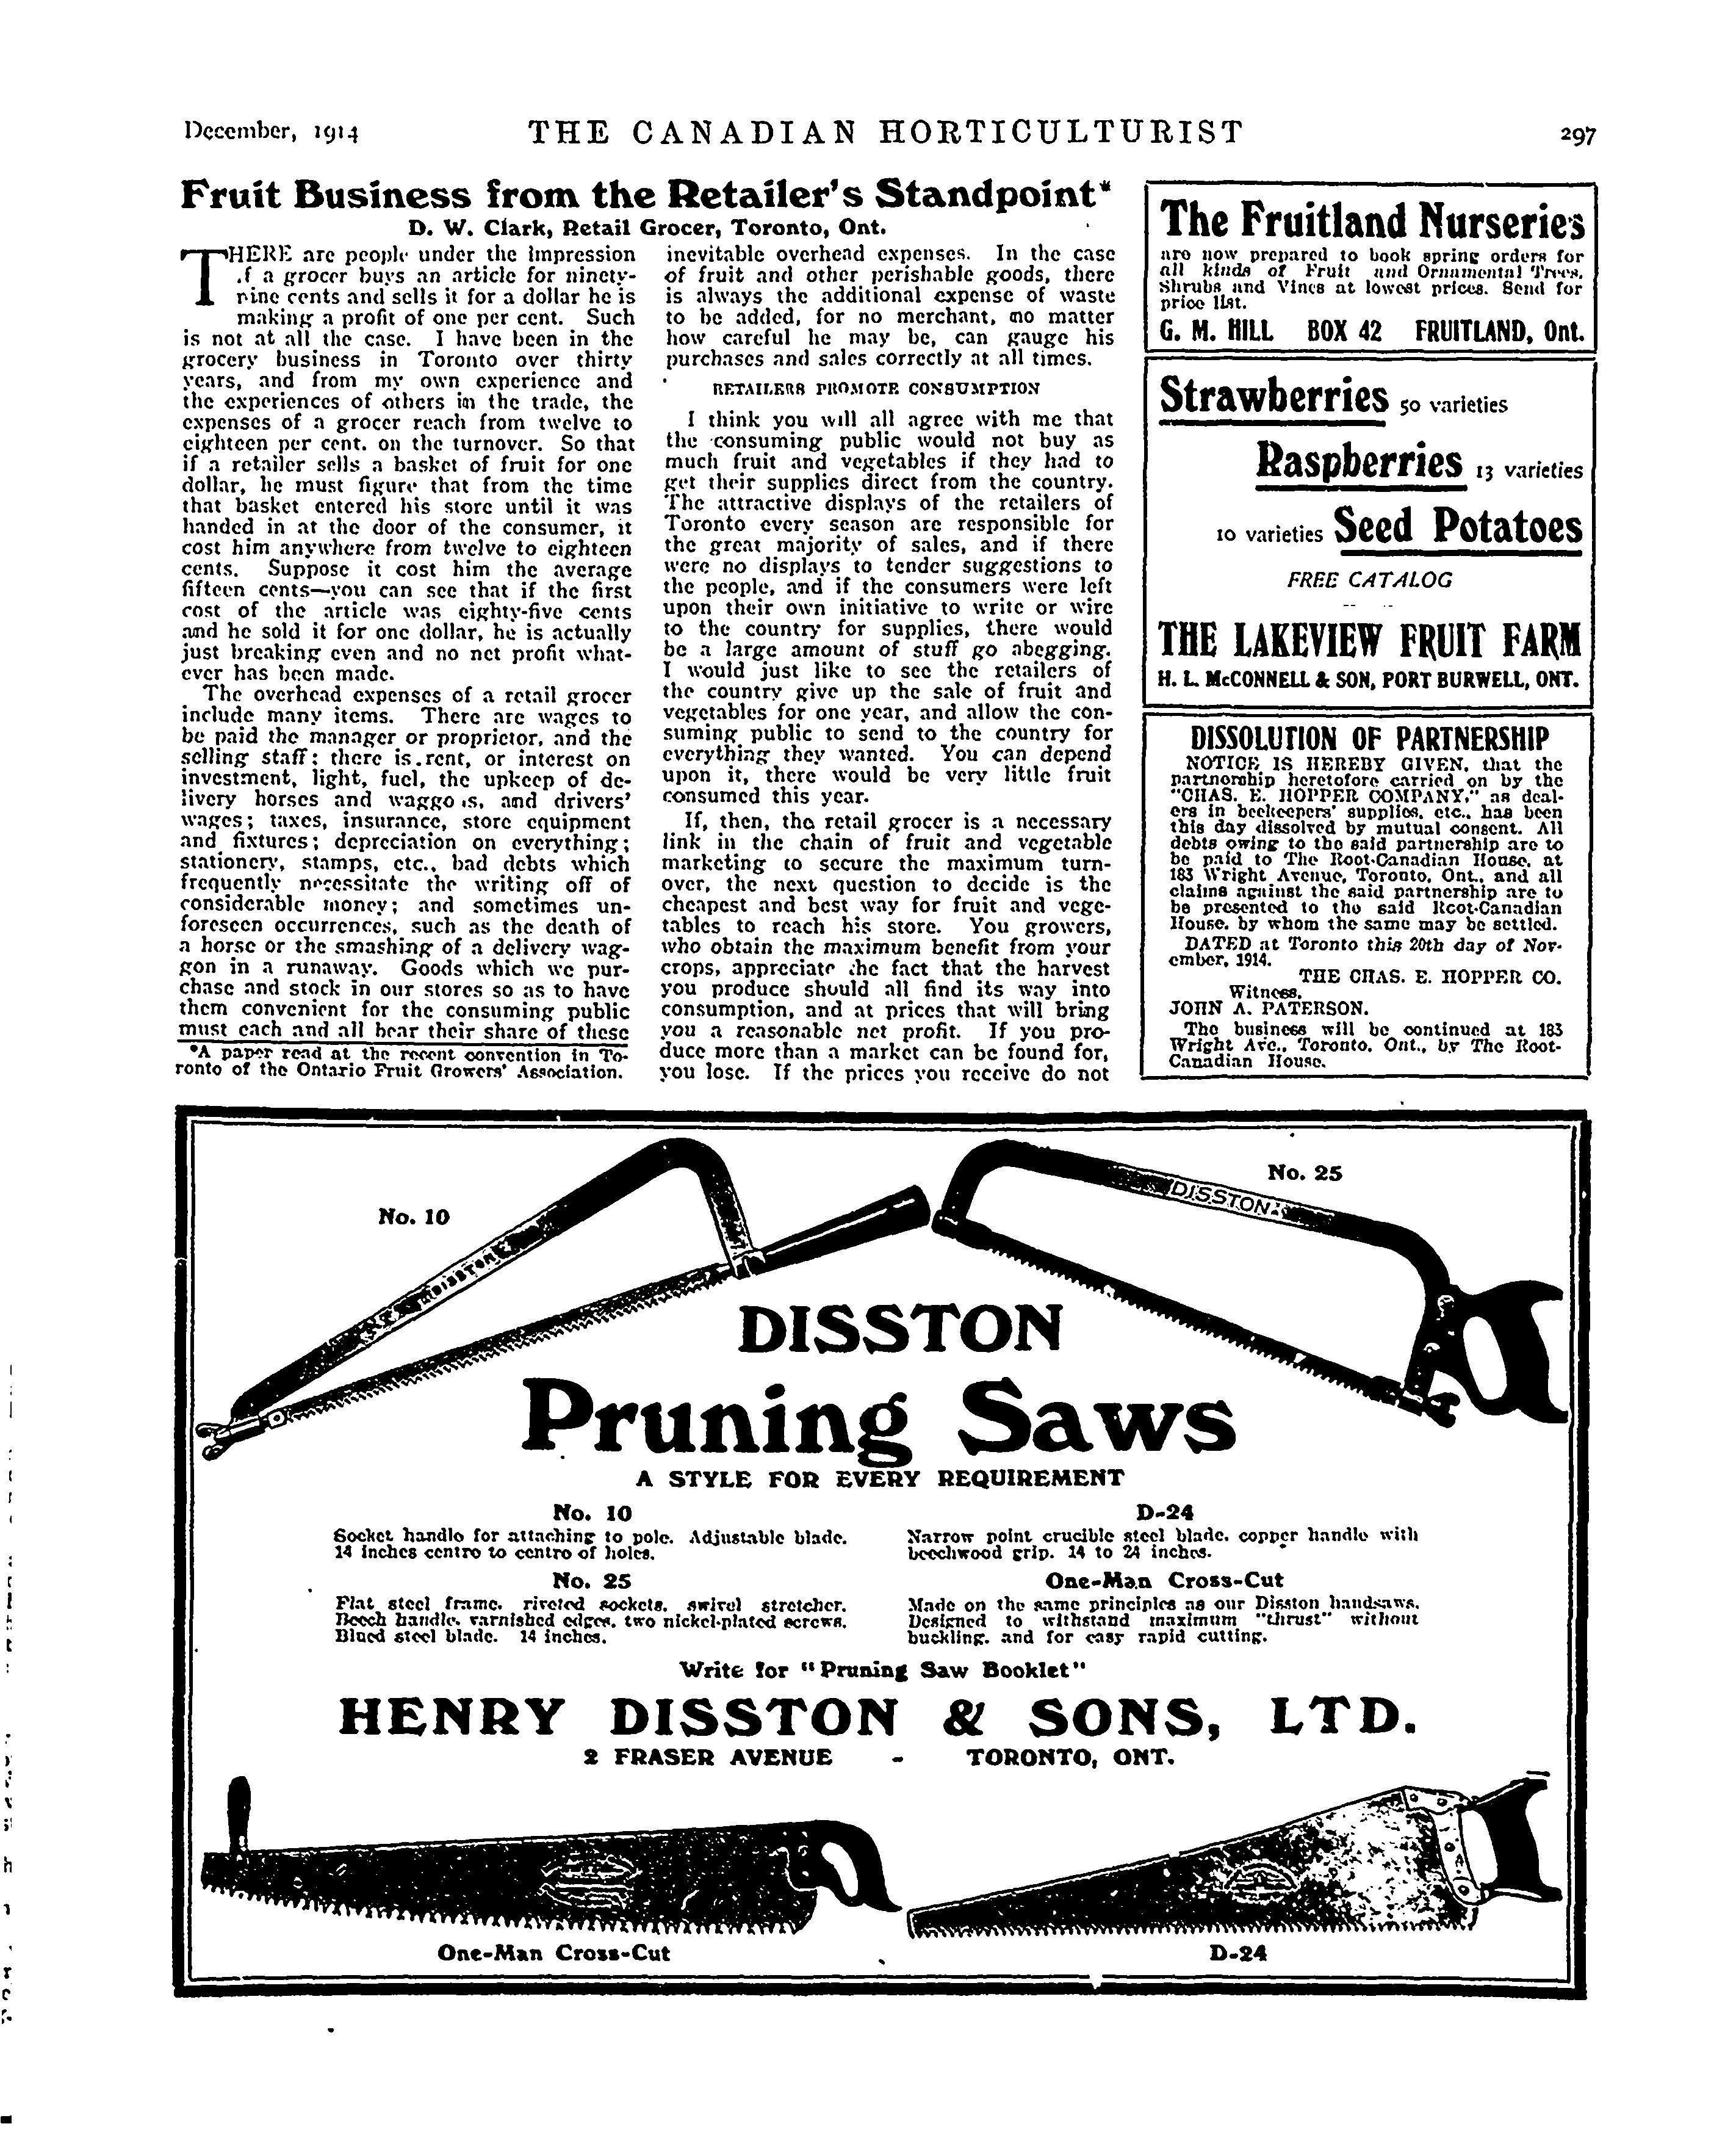 December, 1914
THE CANADIAN HORTICULTURIST
297
Fruit Business from the Retailer's Standpoint*
D. W. Clark, Retail Grocer, Toronto, Ont.
THERE are people under the impression
.f a grocer buys an article for ninety-
nine cents and sells it for a dollar he is
making a profit of one per cent. Such
is not at all the case. I have been in the
grocery business in Toronto over thirty
years, and from my own experience and
the experiences of others in the trade, the
expenses of a grocer reach from twelve to
eighteen per cent. on the turnover. So that
if a retailer sells a basket of fruit for one
dollar, he must figure that from the time
that basket entered his store until it was
handed in at the door of the consumer, it
cost him anywhere from twelve to eighteen
cents. Suppose it cost him the average
fifteen cents—you can see that if the first
cost of the article was eighty-five cents
and he sold it for one dollar, he is actually
just breaking even and no net profit what-
ever has been made.
The overhead expenses of a retail grocer
include many items. There are wages to
be paid the manager or proprietor, and the
selling staff; there is rent, or interest on
investment, light, fuel, the upkeep of de-
livery horses and waggo s, and drivers'
wages; taxes, insurance, store equipment
and fixtures; depreciation on everything;
stationery, stamps, etc., bad debts which
frequently necessitate the writing off of
considerable money; and sometimes un-
foreseen occurrences, such as the death of
a horse or the smashing of a delivery wag-
gon in a runaway. Goods which we pur-
chase and stock in our stores so as to have
them convenient for the consuming public
must each and all bear their share of these
*A paper read at the recent convention in To-
ronto of the Ontario Fruit Growers' Association.
inevitable overhead expenses. In the case
of fruit and other perishable goods, there
is always the additional expense of waste
to be added, for no merchant, no matter
how careful he may be, can gauge his
purchases and sales correctly at all times.
RETAILERS PROMOTE CONSUMPTION
I think you will all agree with me that
the consuming public would not buy as
much fruit and vegetables if they had to
get their supplies direct from the country.
The attractive displays of the retailers of
Toronto every season are responsible for
the great majority of sales, and if there
were no displays to tender suggestions to
the people, and if the consumers were left
upon their own initiative to write or wire
to the country for supplies, there would
be a large amount of stuff go abegging.
I would just like to see the retailers of
the country give up the sale of fruit and
vegetables for one year, and allow the con-
suming public to send to the country for
everything they wanted. You can depend
upon it, there would be very little fruit
consumed this year.
If, then, the retail grocer is a necessary
link in the chain of fruit and vegetable
marketing to secure the maximum turn-
over, the next question to decide is the
cheapest and best way for fruit and vege-
tables to reach his store. You growers,
who obtain the maximum benefit from your
crops, appreciate the fact that the harvest
you produce should all find its way into
consumption, and at prices that will bring
you a reasonable net profit. If you pro-
duce more than a market can be found for,
you lose. If the prices you receive do not
The Fruitland Nurseries
are now prepared to book spring orders for
all kinds of Fruit and Ornamental Trees,
Shrubs and Vines at lowest prices. Send for
price list.
G. M. HILL BOX 42 FRUITLAND, Ont.
Strawberries 50 varieties
Raspberries 13 varieties
10 varieties Seed Potatoes
FREE CATALOG
THE LAKEVIEW FRUIT FARM
H. L. McCONNELL & SON, PORT BURWELL, ONT.
DISSOLUTION OF PARTNERSHIP
NOTICE IS HEREBY GIVEN, that the
partnership heretofore carried on by the
"CHAS. E. HOPPER COMPANY," as deal-
ers in beekeepers' supplies, etc., has been
this day dissolved by mutual consent. All
debts owing to the said partnership are to
be paid to The Root-Canadian House, at
183 Wright Avenue, Toronto, Ont., and all
claims against the said partnership are to
be presented to the said Root-Canadian
House, by whom the same may be settled.
DATED at Toronto this 20th day of Nov-
ember, 1914.
THE CHAS. E. HOPPER CO.
Witness,
JOHN A. PATERSON.
The business will be continued at 183
Wright Ave., Toronto, Ont., by The Root-
Canadian House.
No. 10
DISSTON
No. 25
DISSTON
DISSTON
Pruning Saws
A STYLE FOR EVERY REQUIREMENT
No. 10
Socket handle for attaching to pole. Adjustable blade.
14 inches centre to centre of holes.
No. 25
Flat steel frame, riveted sockets, swivel stretcher.
Beech handle, varnished edges, two nickel-plated screws.
Blued steel blade. 14 inches.
D-24
Narrow point crucible steel blade, copper handle with
beechwood grip. 14 to 24 inches.
One-Man Cross-Cut
Made on the same principles as our Disston handsaws.
Designed to withstand maximum "thrust" without
buckling, and for easy rapid cutting.
Write for "Pruning Saw Booklet"
HENRY DISSTON & SONS, LTD.
2 FRASER AVENUE - TORONTO, ONT.
One-Man Cross-Cut
D-24